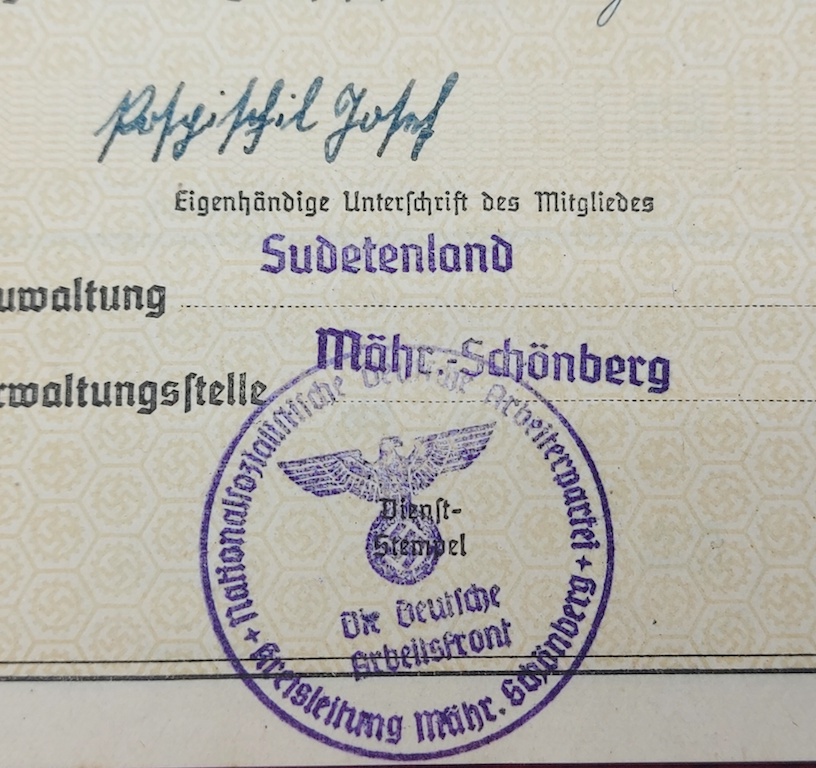 Pospischil Josef
Eigenhändige Unterschrift des Mitgliedes
Sudetenland
uwaltung
Mähr.-Schönberg
rwaltungsstelle
Nationalsozialistische Deutsche Arbeiterpartei
Dienst-
Stempel
Die Deutsche
Arbeitsfront
+ Kreisleitung Mähr. Schönberg +